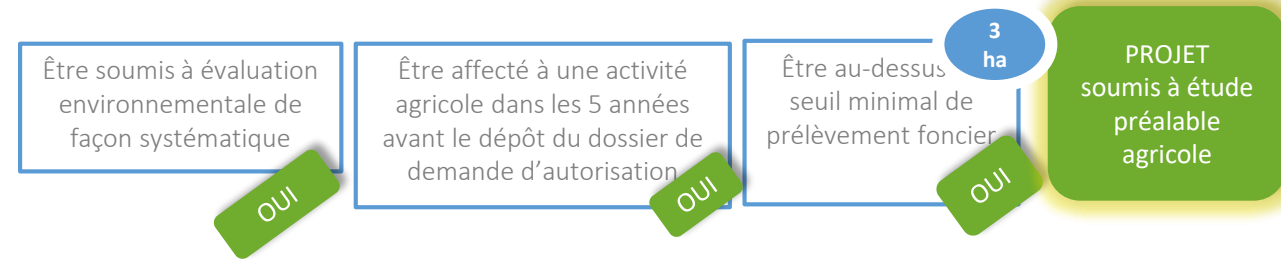 Être soumis à évaluation
environnementale de
façon systématique
OUI
Être affecté à une activité
agricole dans les 5 années
avant le dépôt du dossier de
demande d'autorisation
OUI
3
ha
Être au-dessus
seuil minimal de
prélèvement foncier
OUI
PROJET
soumis à étude
préalable
agricole